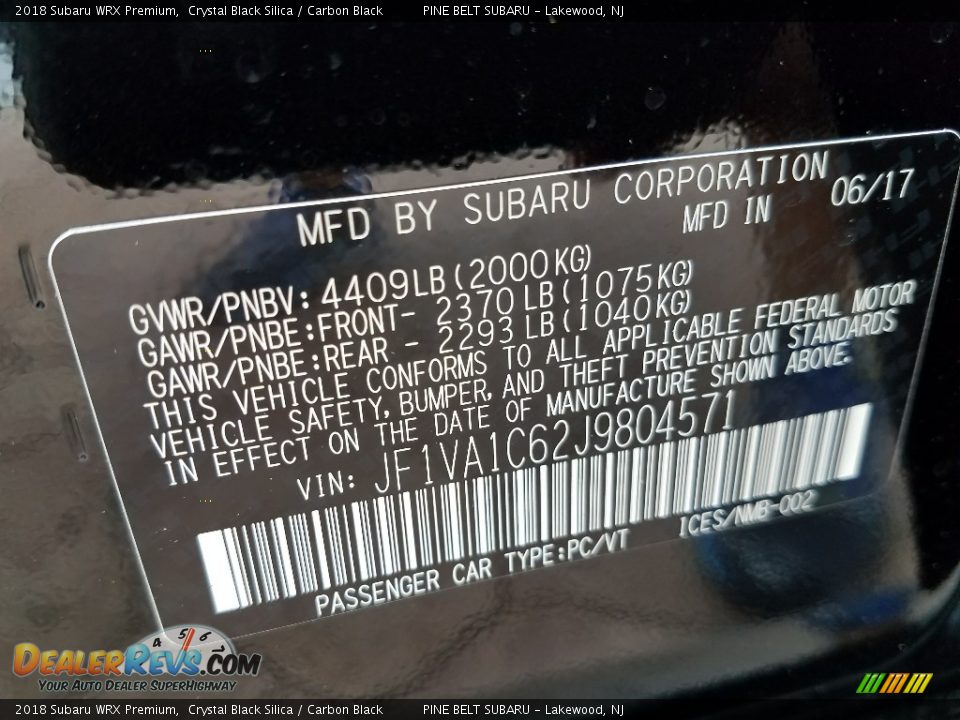 2018 Subaru WRX Premium, Crystal Black Silica / Carbon Black PINE BELT SUBARU - Lakewood, NJ
MFD BY SUBARU CORPORATION
MFD IN 06/17
GVWR/PNBV: 4409LB (2000KG)
GAWR/PNBE:FRONT- 2370 LB (1075KG)
GAWR/PNBE:REAR - 2293 LB (1040KG)
THIS VEHICLE CONFORMS TO ALL APPLICABLE FEDERAL MOTOR
VEHICLE SAFETY, BUMPER, AND THEFT PREVENTION STANDARDS
IN EFFECT ON THE DATE OF MANUFACTURE SHOWN ABOVE.
VIN: JF1VA1C62J9804571
PASSENGER CAR TYPE:PC/VT ICES/NMB-002
4 5 6 7
DEALERREVS.COM
YOUR AUTO DEALER SUPERHIGHWAY
2018 Subaru WRX Premium, Crystal Black Silica / Carbon Black PINE BELT SUBARU - Lakewood, NJ